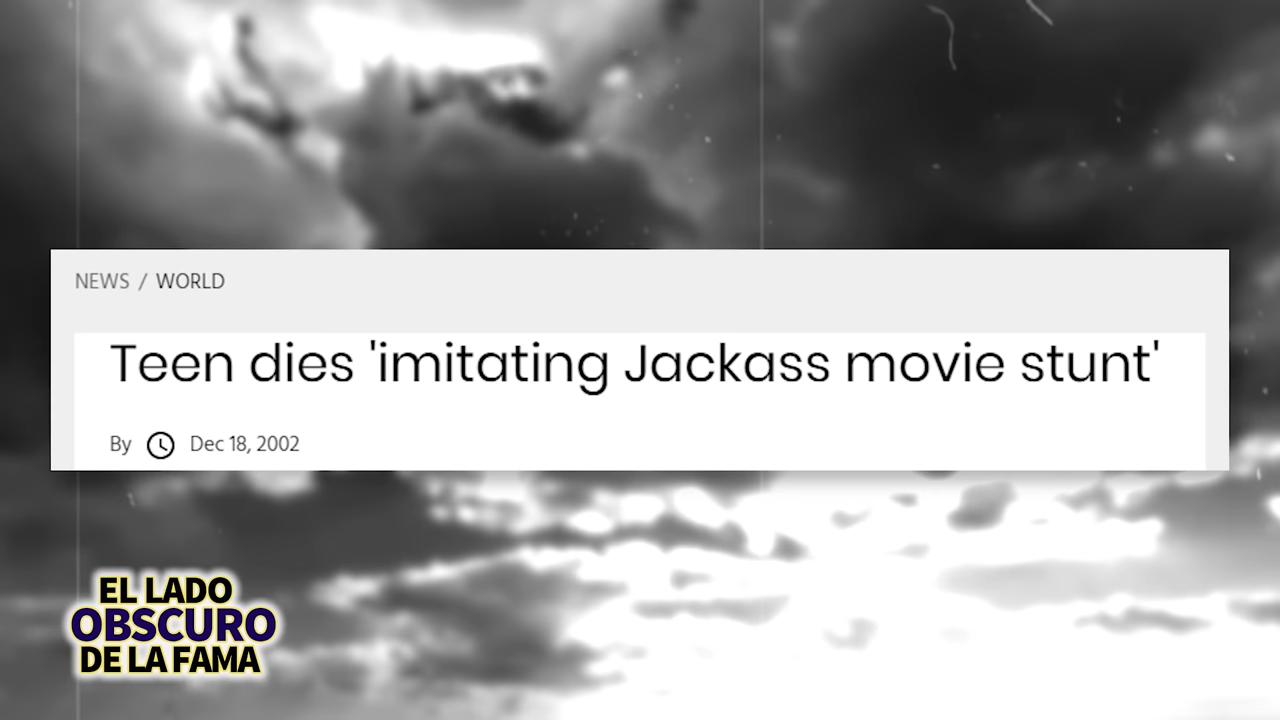 NEWS / WORLD
Teen dies 'imitating Jackass movie stunt'
By Dec 18, 2002
EL LADO
OBSCURO
DE LA FAMA